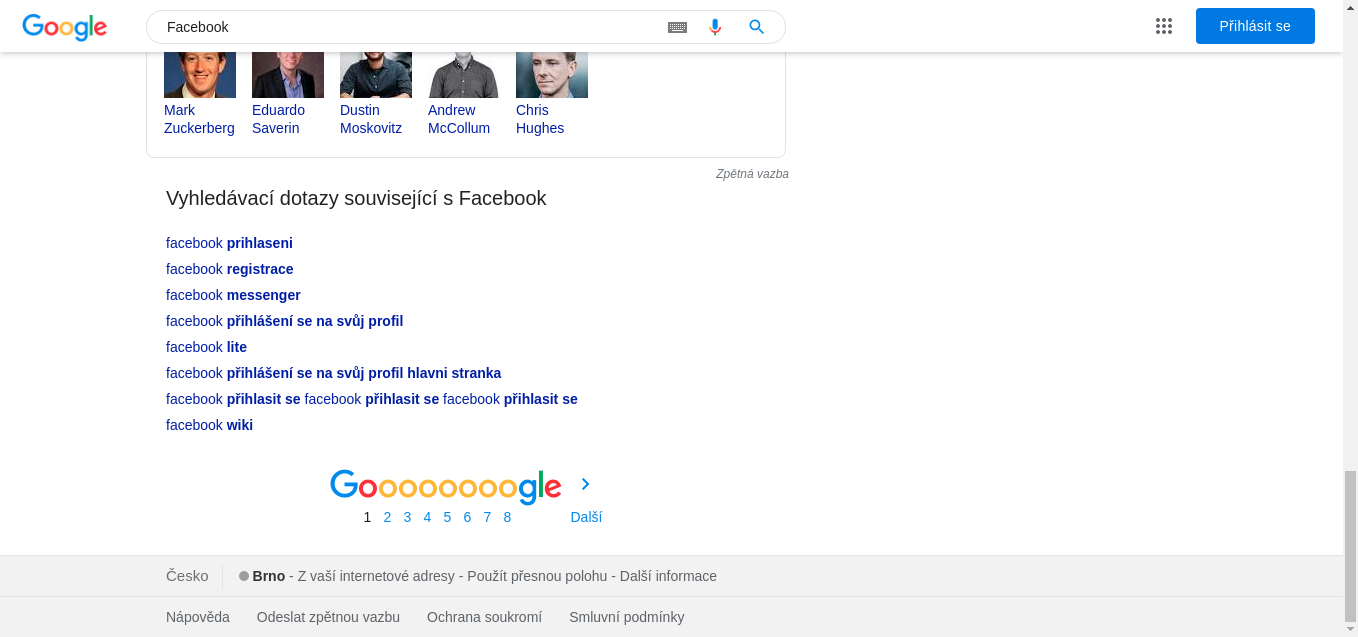 Google
Facebook
Přihlásit se
Mark Zuckerberg
Eduardo Saverin
Dustin Moskovitz
Andrew McCollum
Chris Hughes
Zpětná vazba
Vyhledávací dotazy související s Facebook
facebook prihlaseni
facebook registrace
facebook messenger
facebook přihlášení se na svůj profil
facebook lite
facebook přihlášení se na svůj profil hlavni stranka
facebook přihlasit se facebook přihlasit se facebook přihlasit se
facebook wiki
Goooooooogle
1 2 3 4 5 6 7 8 Další
Česko Brno - Z vaší internetové adresy - Použít přesnou polohu - Další informace
Nápověda Odeslat zpětnou vazbu Ochrana soukromí Smluvní podmínky